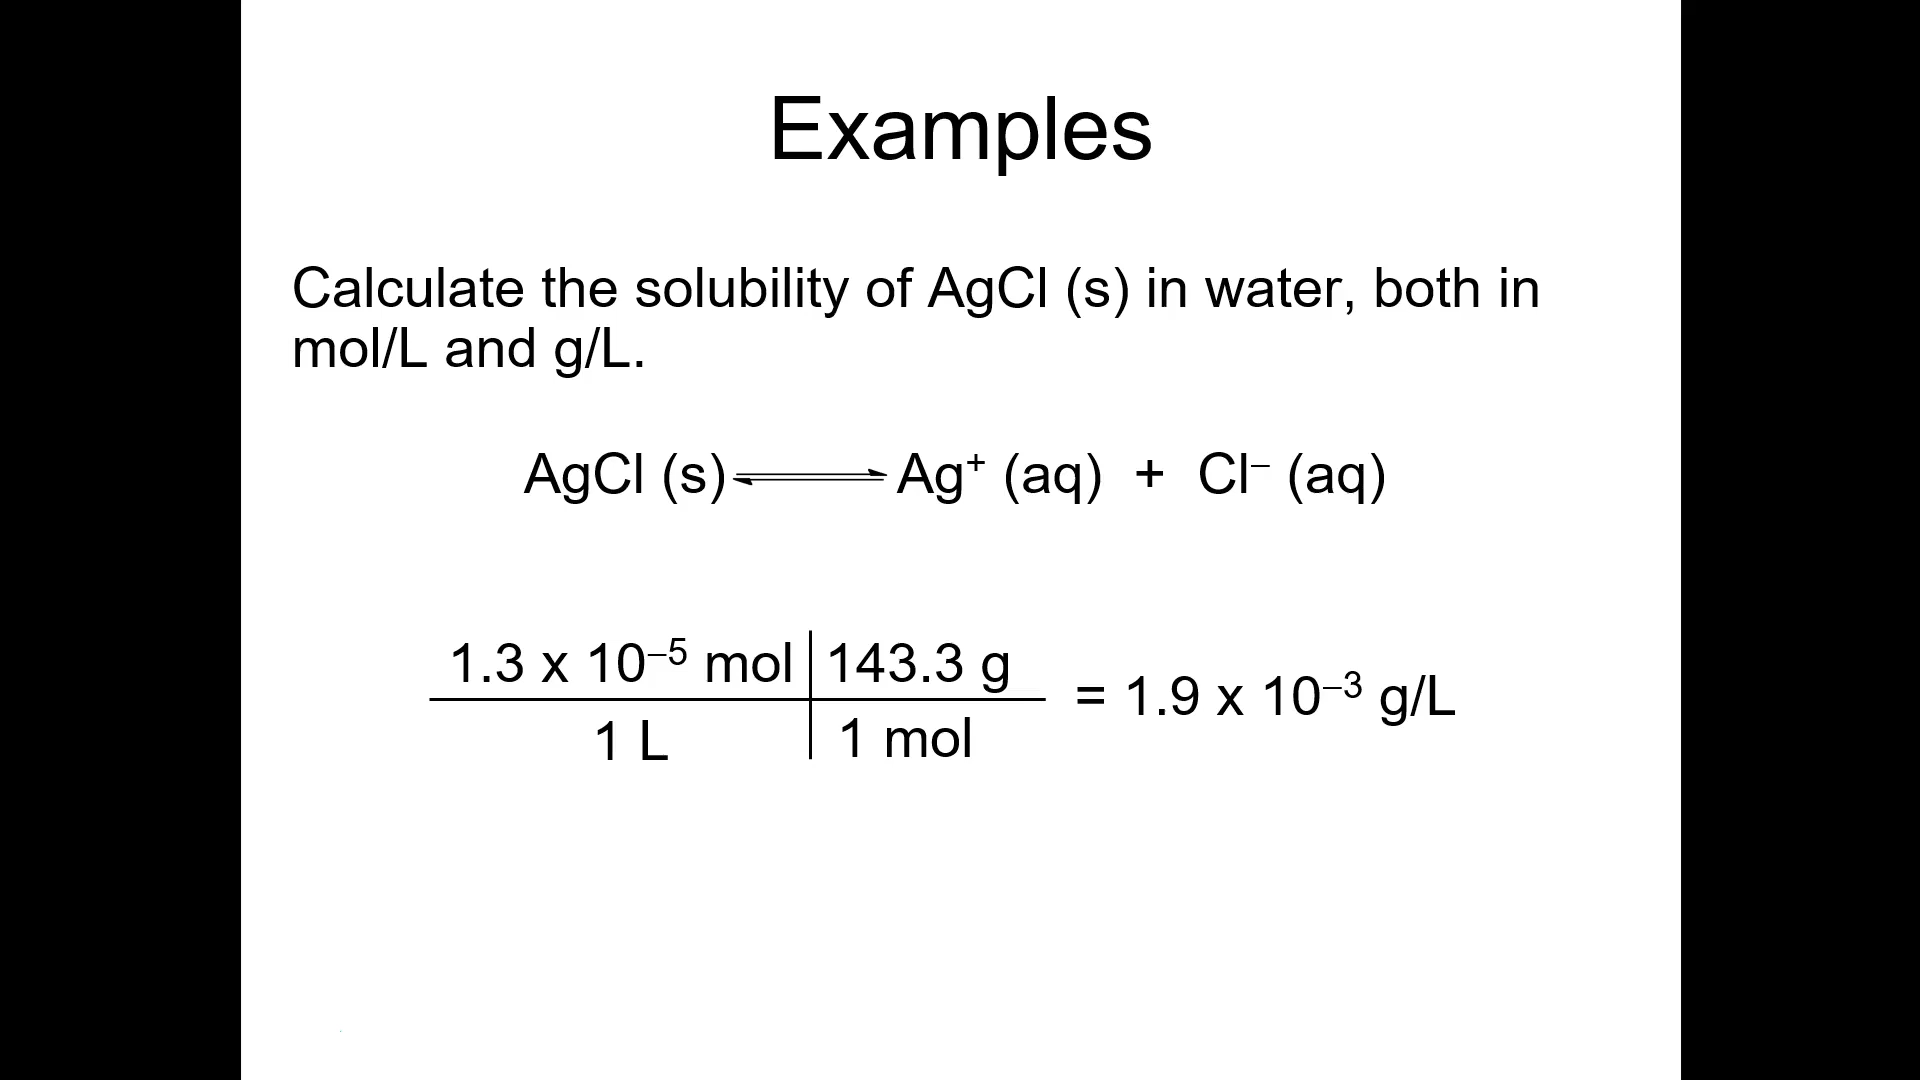 Examples
Calculate the solubility of AgCl (s) in water, both in
mol/L and g/L.
AgCl (s) ⇌ Ag⁺ (aq) + Cl⁻ (aq)
1.3 x 10⁻⁵ mol 143.3 g
1 L 1 mol
= 1.9 x 10⁻³ g/L